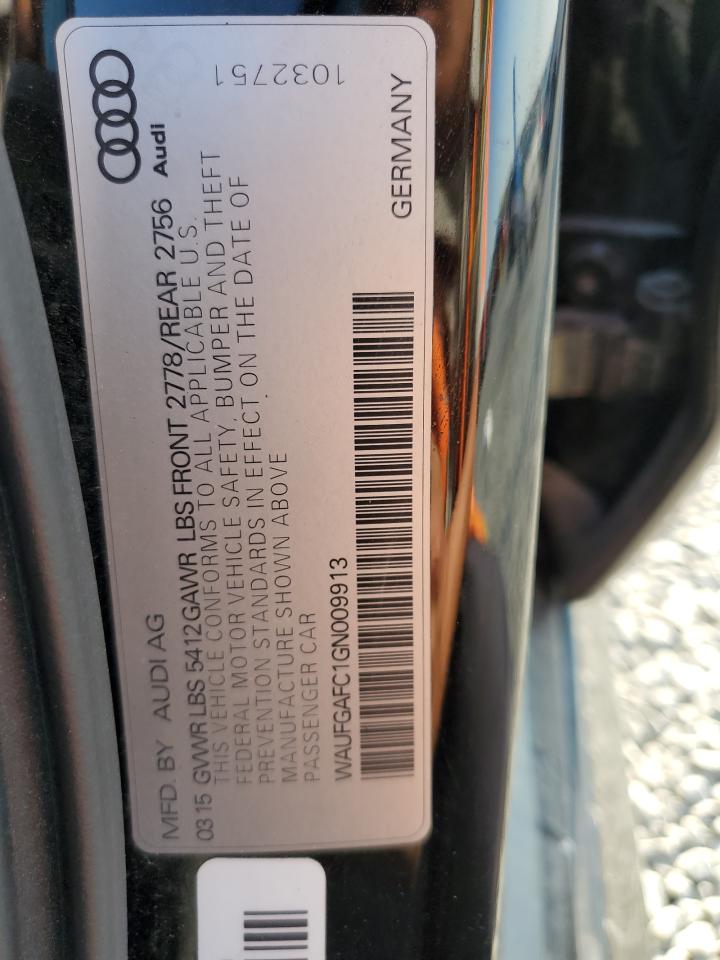 MFD. BY AUDI AG
Audi
03 15 GVWR LBS 5412 GAWR LBS FRONT 2778/REAR 2756
THIS VEHICLE CONFORMS TO ALL APPLICABLE U.S.
FEDERAL MOTOR VEHICLE SAFETY, BUMPER AND THEFT
PREVENTION STANDARDS IN EFFECT ON THE DATE OF
MANUFACTURE SHOWN ABOVE
PASSENGER CAR
1032751
WAUFGAFC1GN009913
GERMANY